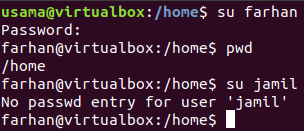 usama@virtualbox:/home$ su farhan
Password:
farhan@virtualbox:/home$ pwd
/home
farhan@virtualbox:/home$ su jamil
No passwd entry for user 'jamil'
farhan@virtualbox:/home$